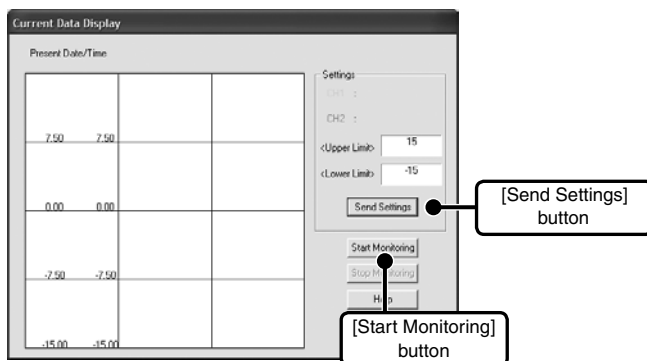 Current Data Display
Present Date/Time
Settings
CH1 :
CH2 :
7.50 7.50
<Upper Limit> 15
<Lower Limit> -15
0.00 0.00
Send Settings
[Send Settings]
button
Start Monitoring
-7.50 -7.50
Stop Monitoring
[Start Monitoring]
button
-15.00 -15.00